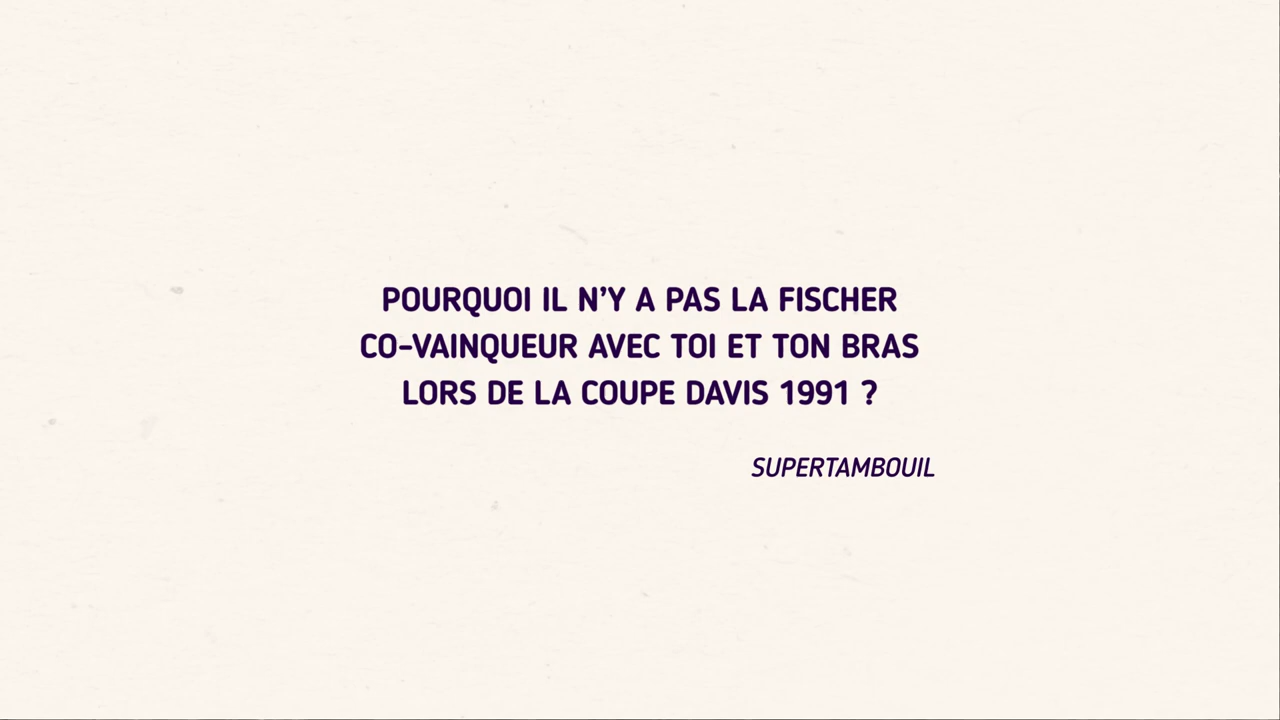 POURQUOI IL N’Y A PAS LA FISCHER
CO-VAINQUEUR AVEC TOI ET TON BRAS
LORS DE LA COUPE DAVIS 1991 ?
SUPERTAMBOUIL